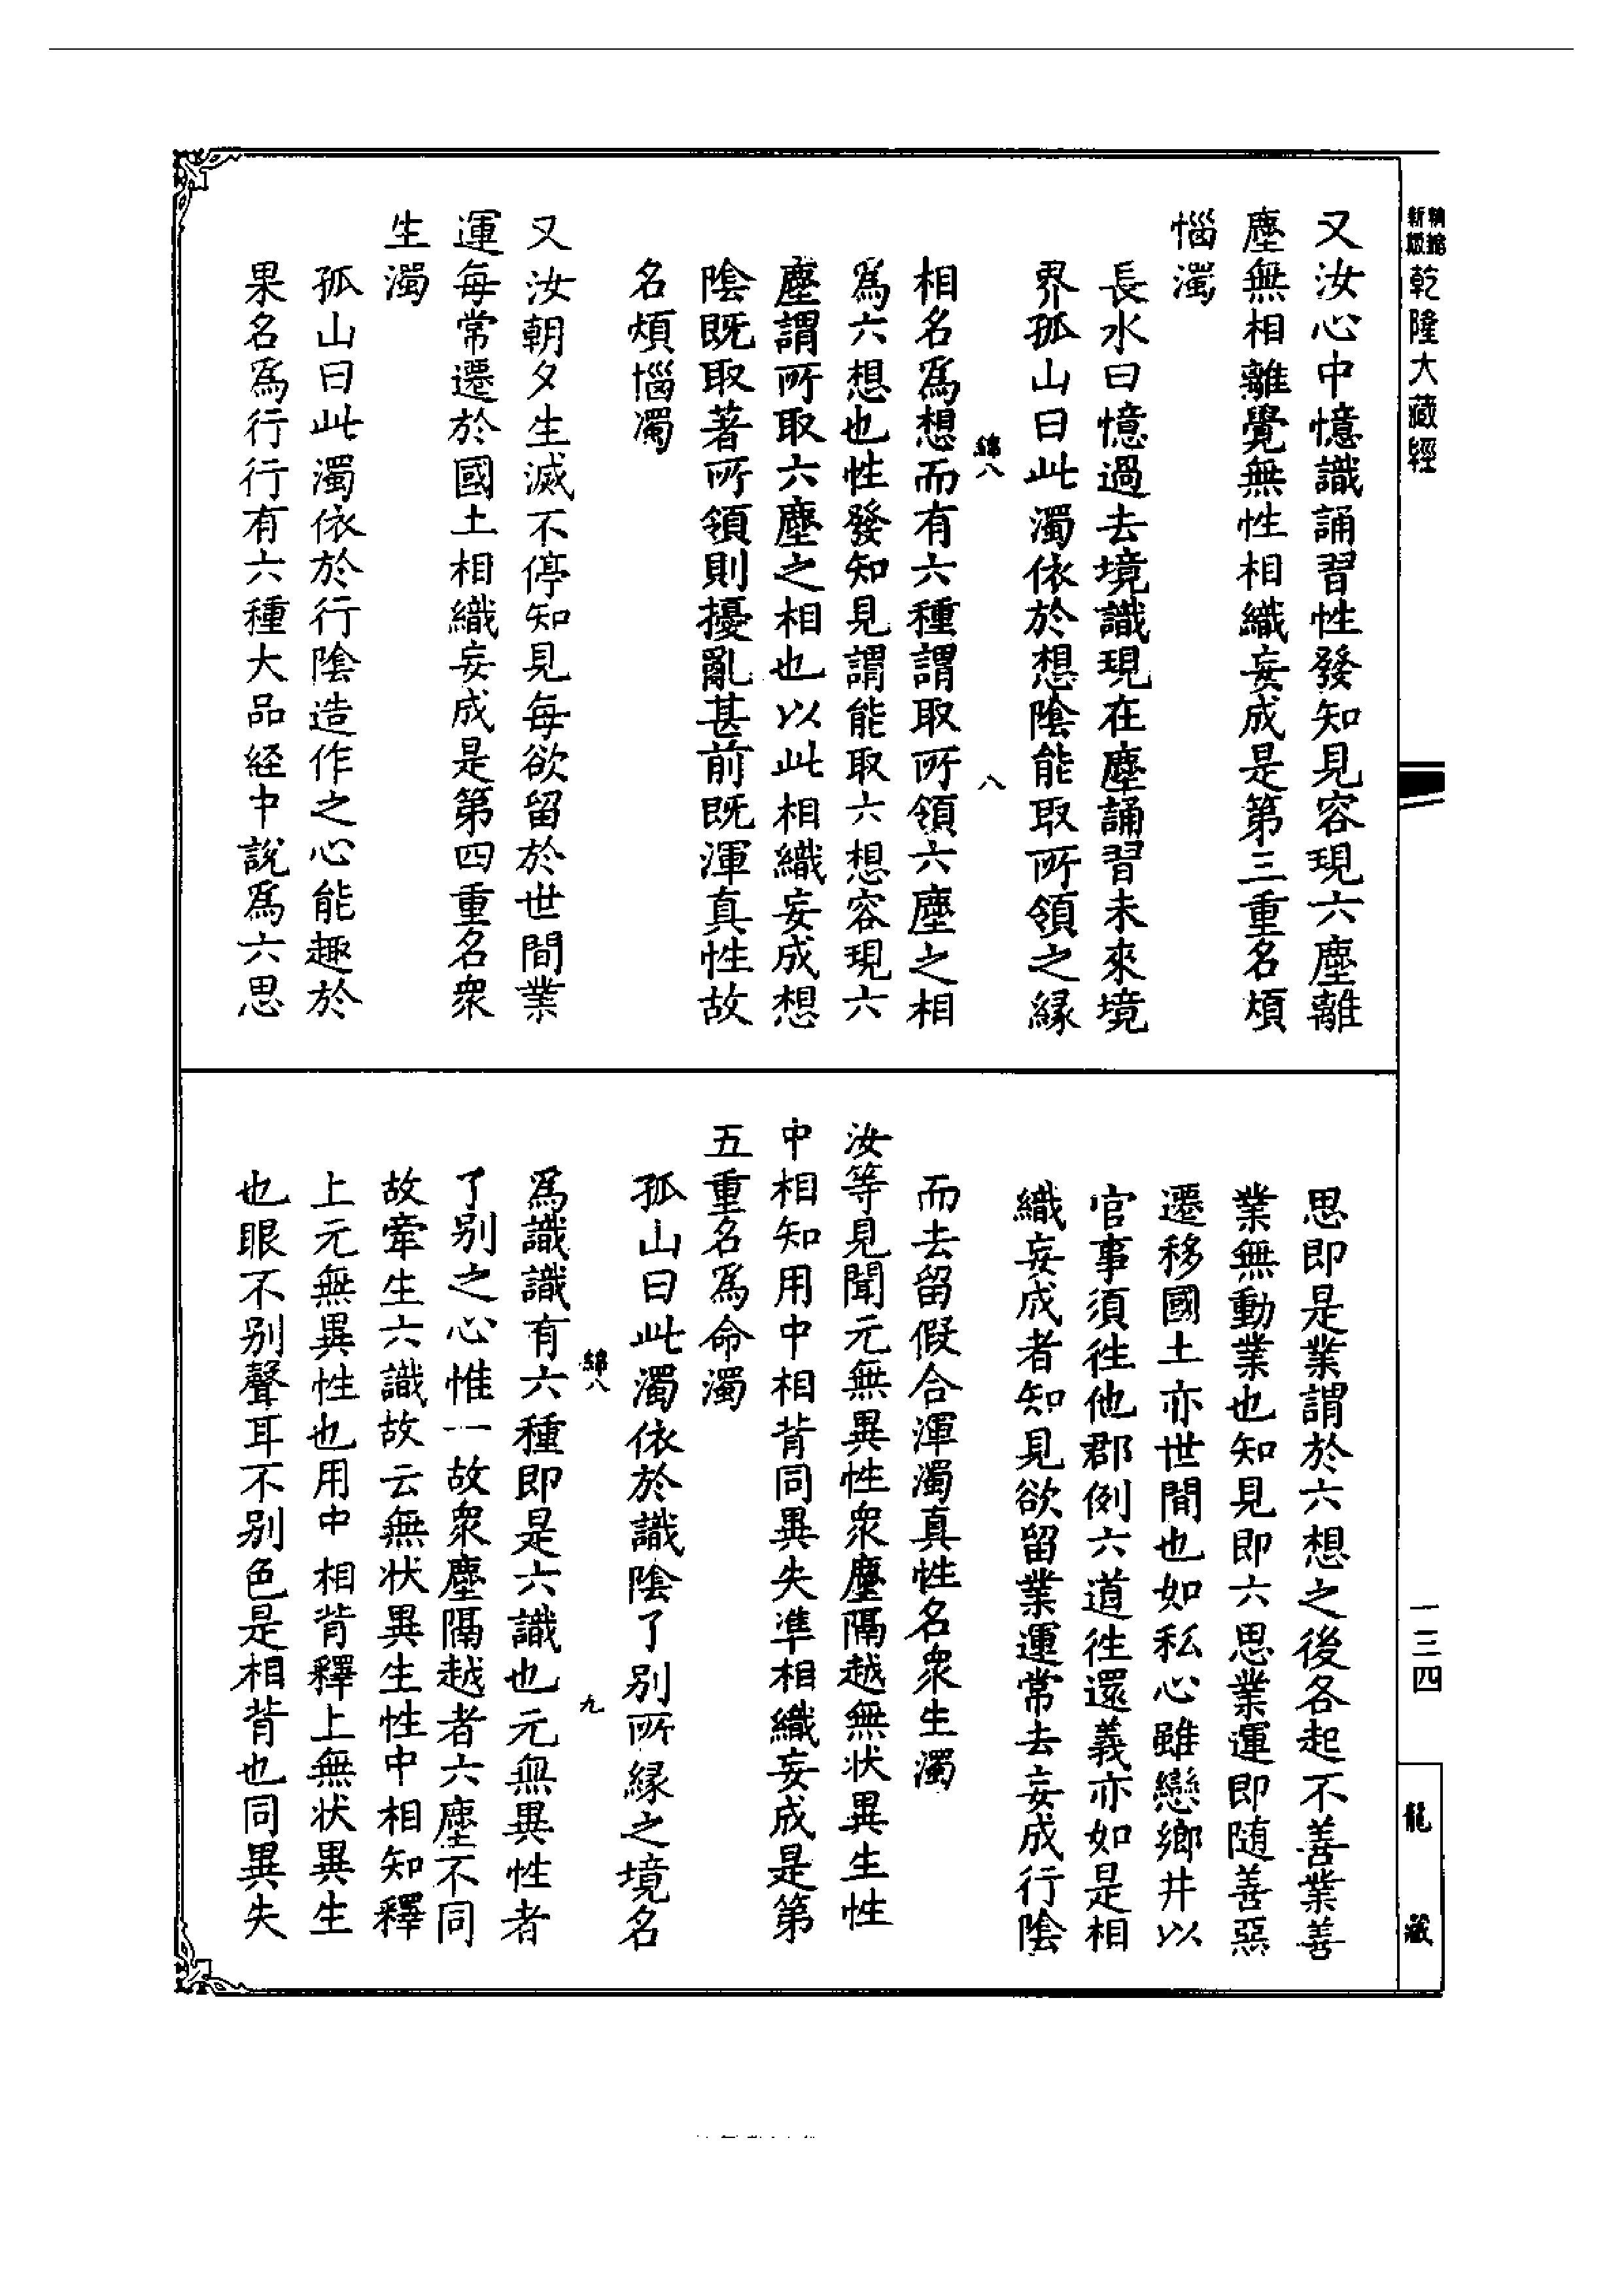 乾隆大藏經
又汝心中憶識誦習性發知見容現六塵離
塵無相離覺無性相織妄成是第三重名煩
惱濁
長水曰憶過去境識現在塵誦習未來境
界孤山曰此濁依於想陰能取所領之緣
綿八
八
相名爲想而有六種謂取所領六塵之相
爲六想也性發知見謂能取六想容現六
塵謂所取六塵之相也以此相織妄成想
陰既取著所領則擾亂甚前既渾真性故
名煩惱濁
又汝朝夕生滅不停知見每欲留於世間業
運每常遷於國土相織妄成是第四重名衆
生濁
孤山曰此濁依於行陰造作之心能趣於
果名爲行行有六種大品經中說爲六思
思即是業謂於六想之後各起不善業善
業無動業也知見即六思業運即随善惡
遷移國土亦世間也如私心雖戀鄉井以
官事須徃他郡例六道徃還義亦如是相
織妄成者知見欲留業運常去妄成行陰
而去留假合渾濁真性名衆生濁
汝等見聞元無異性衆塵隔越無状異生性
中相知用中相背同異失準相織妄成是第
五重名爲命濁
孤山曰此濁依於識陰了别所緣之境名
綿八
九
爲識識有六種即是六識也元無異性者
了别之心惟一故衆塵隔越者六塵不同
故牽生六識故云無状異生性中相知釋
上元無異性也用中相背釋上無状異生
也眼不别聲耳不别色是相背也同異失
一三四
龍藏